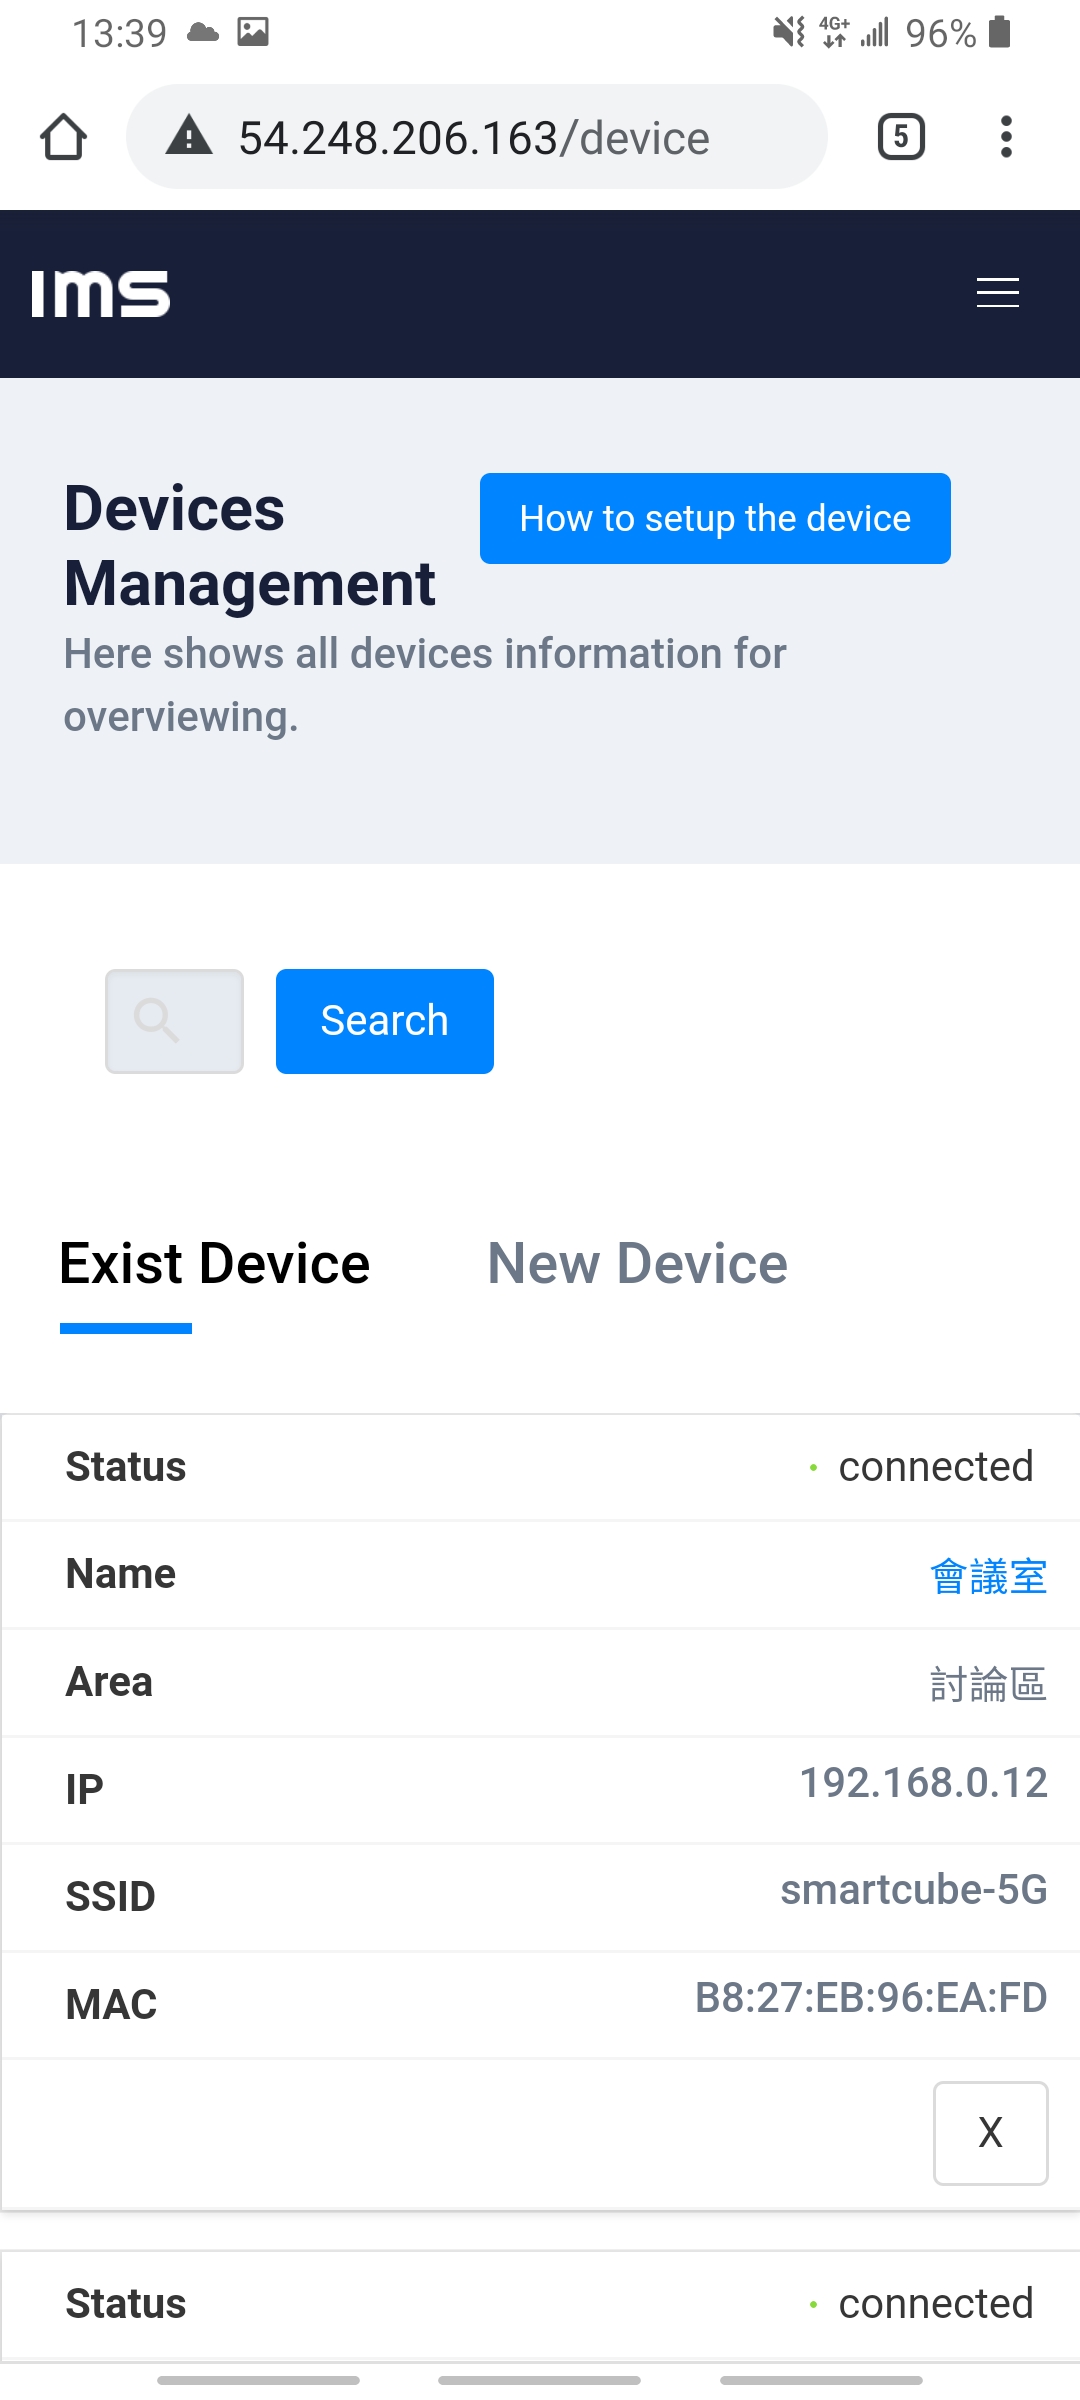 13:39 4G+ 96%
54.248.206.163/device 5
IMS
Devices
Management
How to setup the device
Here shows all devices information for
overviewing.
Search
Exist Device New Device
Status connected
Name 會議室
Area 討論區
IP 192.168.0.12
SSID smartcube-5G
MAC B8:27:EB:96:EA:FD
X
Status connected